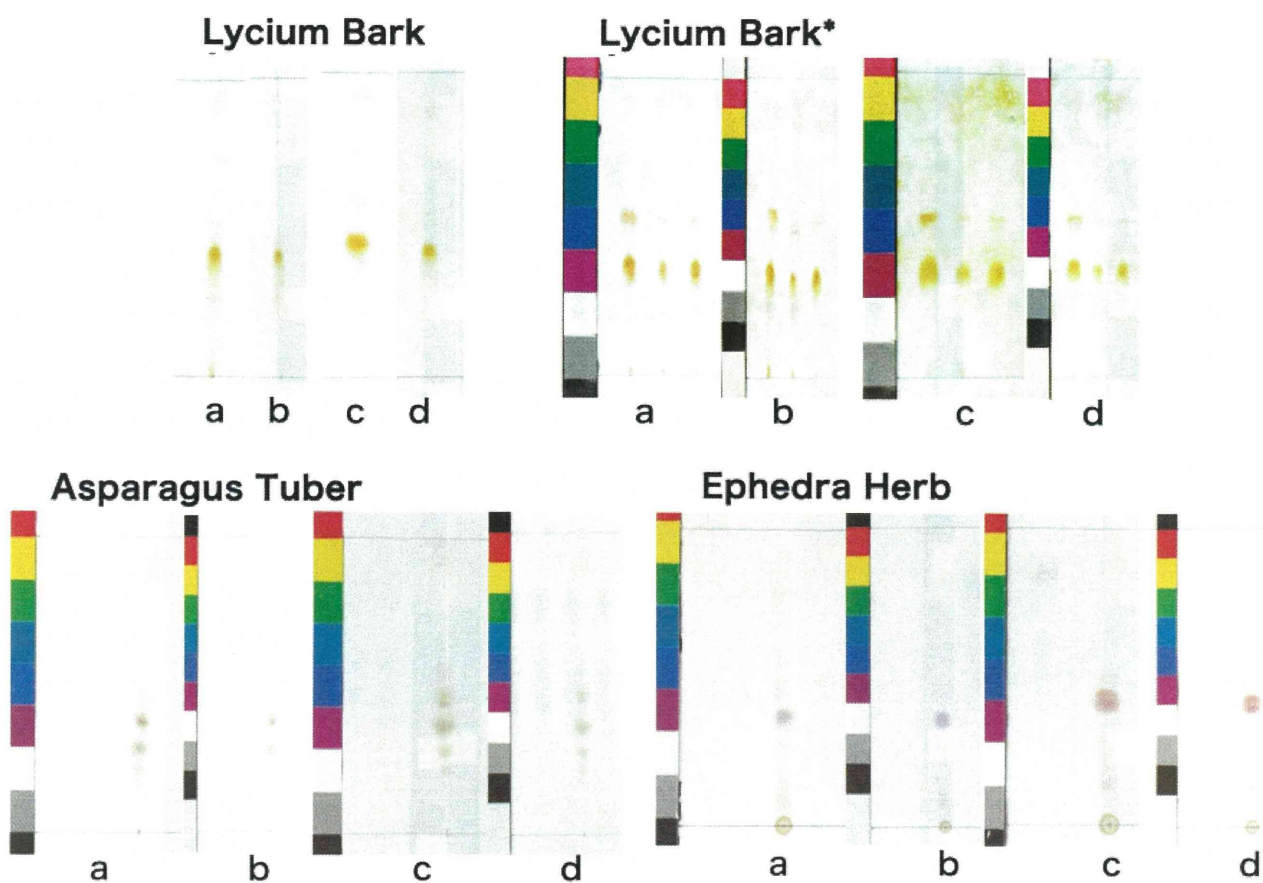 Lycium Bark
Lycium Bark*
a b c d
a b c d
Asparagus Tuber
Ephedra Herb
a b c d
a b c d